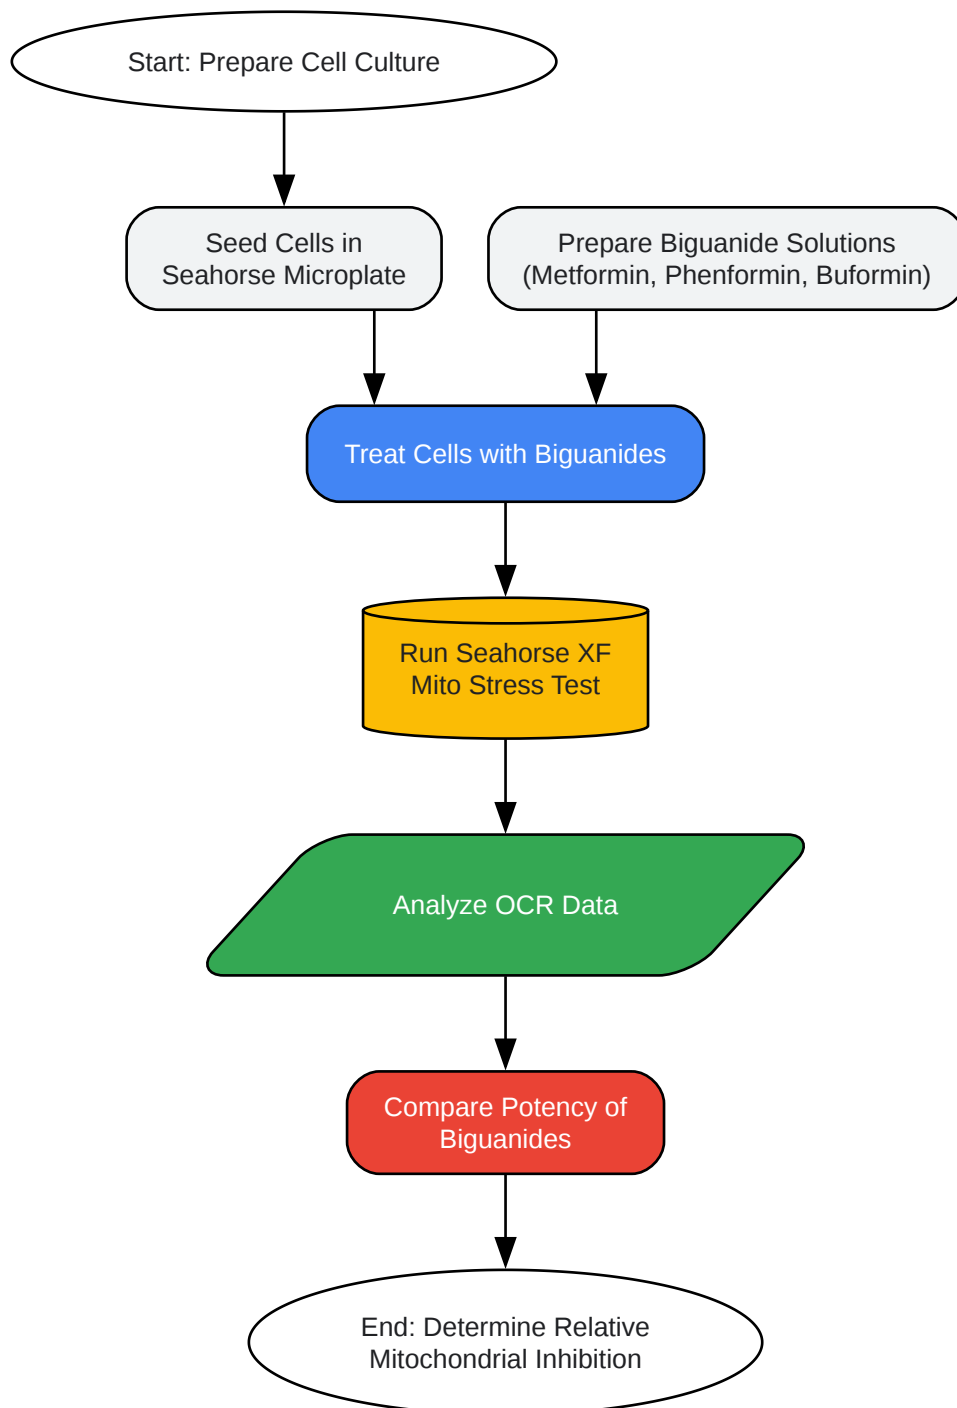 Start: Prepare Cell Culture
Seed Cells in
Seahorse Microplate
Prepare Biguanide Solutions
(Metformin, Phenformin, Buformin)
Treat Cells with Biguanides
Run Seahorse XF
Mito Stress Test
Analyze OCR Data
Compare Potency of
Biguanides
End: Determine Relative
Mitochondrial Inhibition